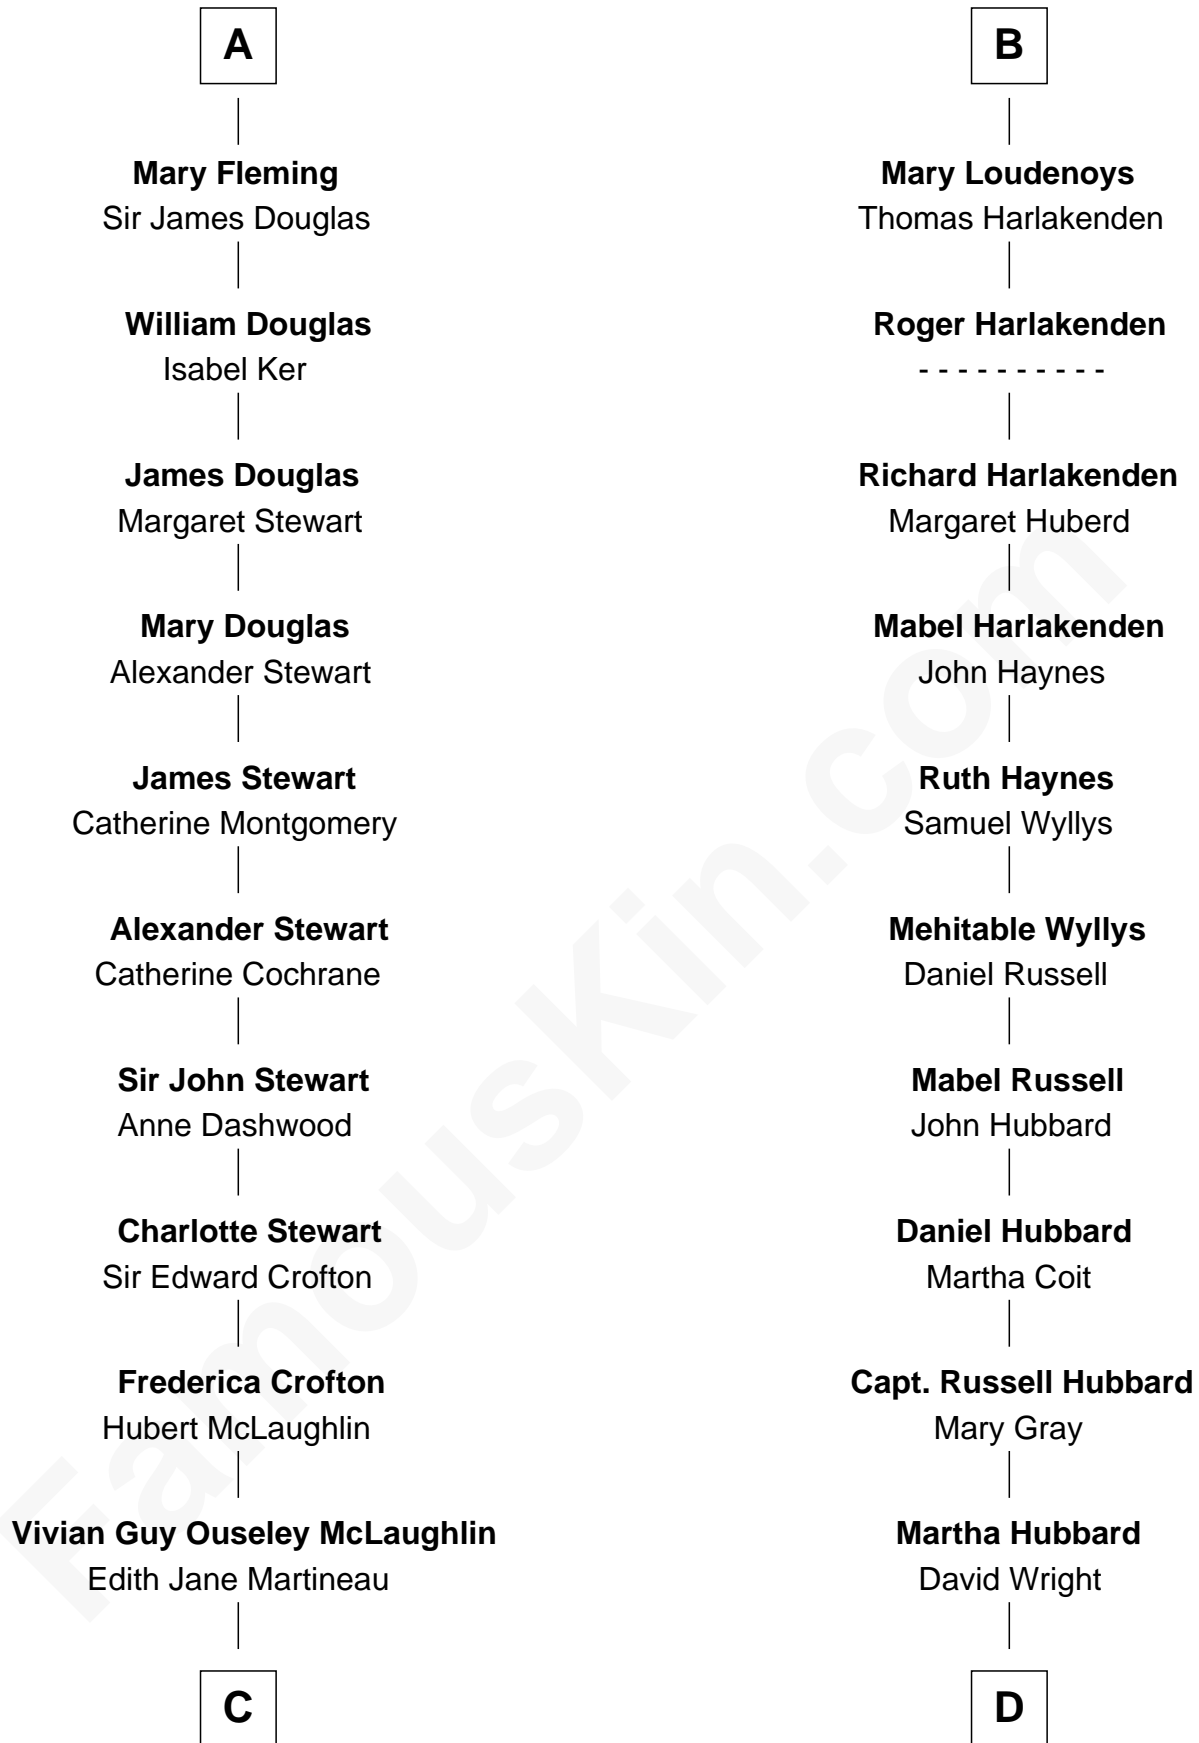 A
Mary Fleming
Sir James Douglas
William Douglas
Isabel Ker
James Douglas
Margaret Stewart
Mary Douglas
Alexander Stewart
James Stewart
Catherine Montgomery
Alexander Stewart
Catherine Cochrane
Sir John Stewart
Anne Dashwood
Charlotte Stewart
Sir Edward Crofton
Frederica Crofton
Hubert McLaughlin
Vivian Guy Ouseley McLaughlin
Edith Jane Martineau
C
B
Mary Loudenoys
Thomas Harlakenden
Roger Harlakenden
- - - - - - - - - -
Richard Harlakenden
Margaret Huberd
Mabel Harlakenden
John Haynes
Ruth Haynes
Samuel Wyllys
Mehitable Wyllys
Daniel Russell
Mabel Russell
John Hubbard
Daniel Hubbard
Martha Coit
Capt. Russell Hubbard
Mary Gray
Martha Hubbard
David Wright
D
FamousKin.com